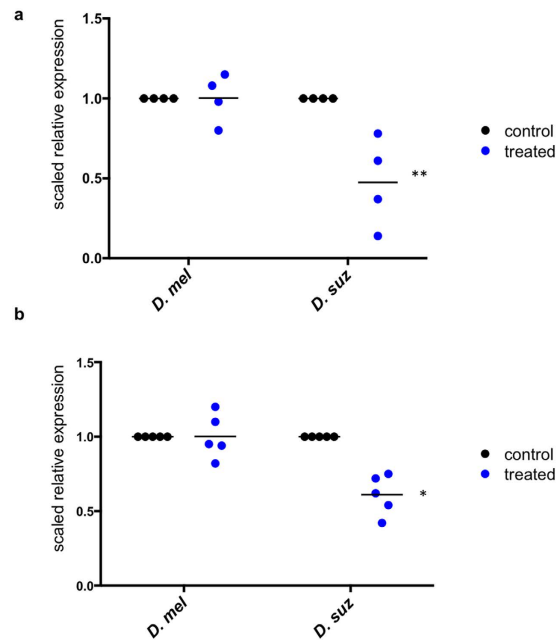 a
scaled relative expression
1.5
1.0
0.5
0.0
D. mel
D. suz
**
control
treated
b
scaled relative expression
1.5
1.0
0.5
0.0
D. mel
D. suz
*
control
treated